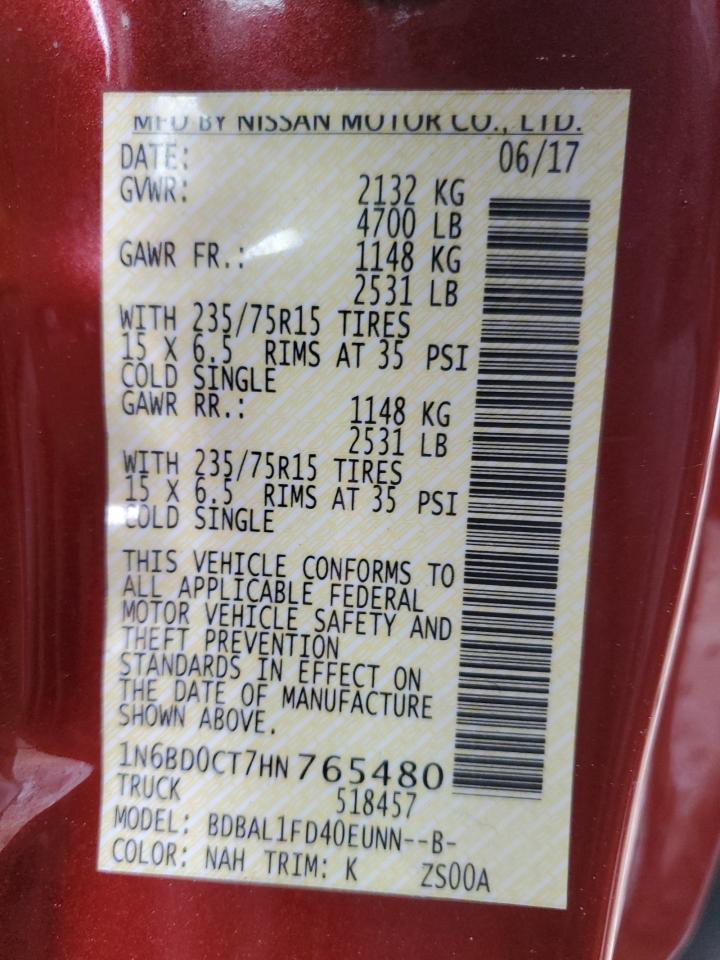 MFD BY NISSAN MOTOR CO., LTD.
DATE: 06/17
GVWR: 2132 KG
4700 LB
GAWR FR.: 1148 KG
2531 LB
WITH 235/75R15 TIRES
15 X 6.5 RIMS AT 35 PSI
COLD SINGLE
GAWR RR.: 1148 KG
2531 LB
WITH 235/75R15 TIRES
15 X 6.5 RIMS AT 35 PSI
COLD SINGLE
THIS VEHICLE CONFORMS TO
ALL APPLICABLE FEDERAL
MOTOR VEHICLE SAFETY AND
THEFT PREVENTION
STANDARDS IN EFFECT ON
THE DATE OF MANUFACTURE
SHOWN ABOVE.
1N6BD0CT7HN765480
TRUCK 518457
MODEL: BDBAL1FD40EUNN--B-
COLOR: NAH TRIM: K ZS00A